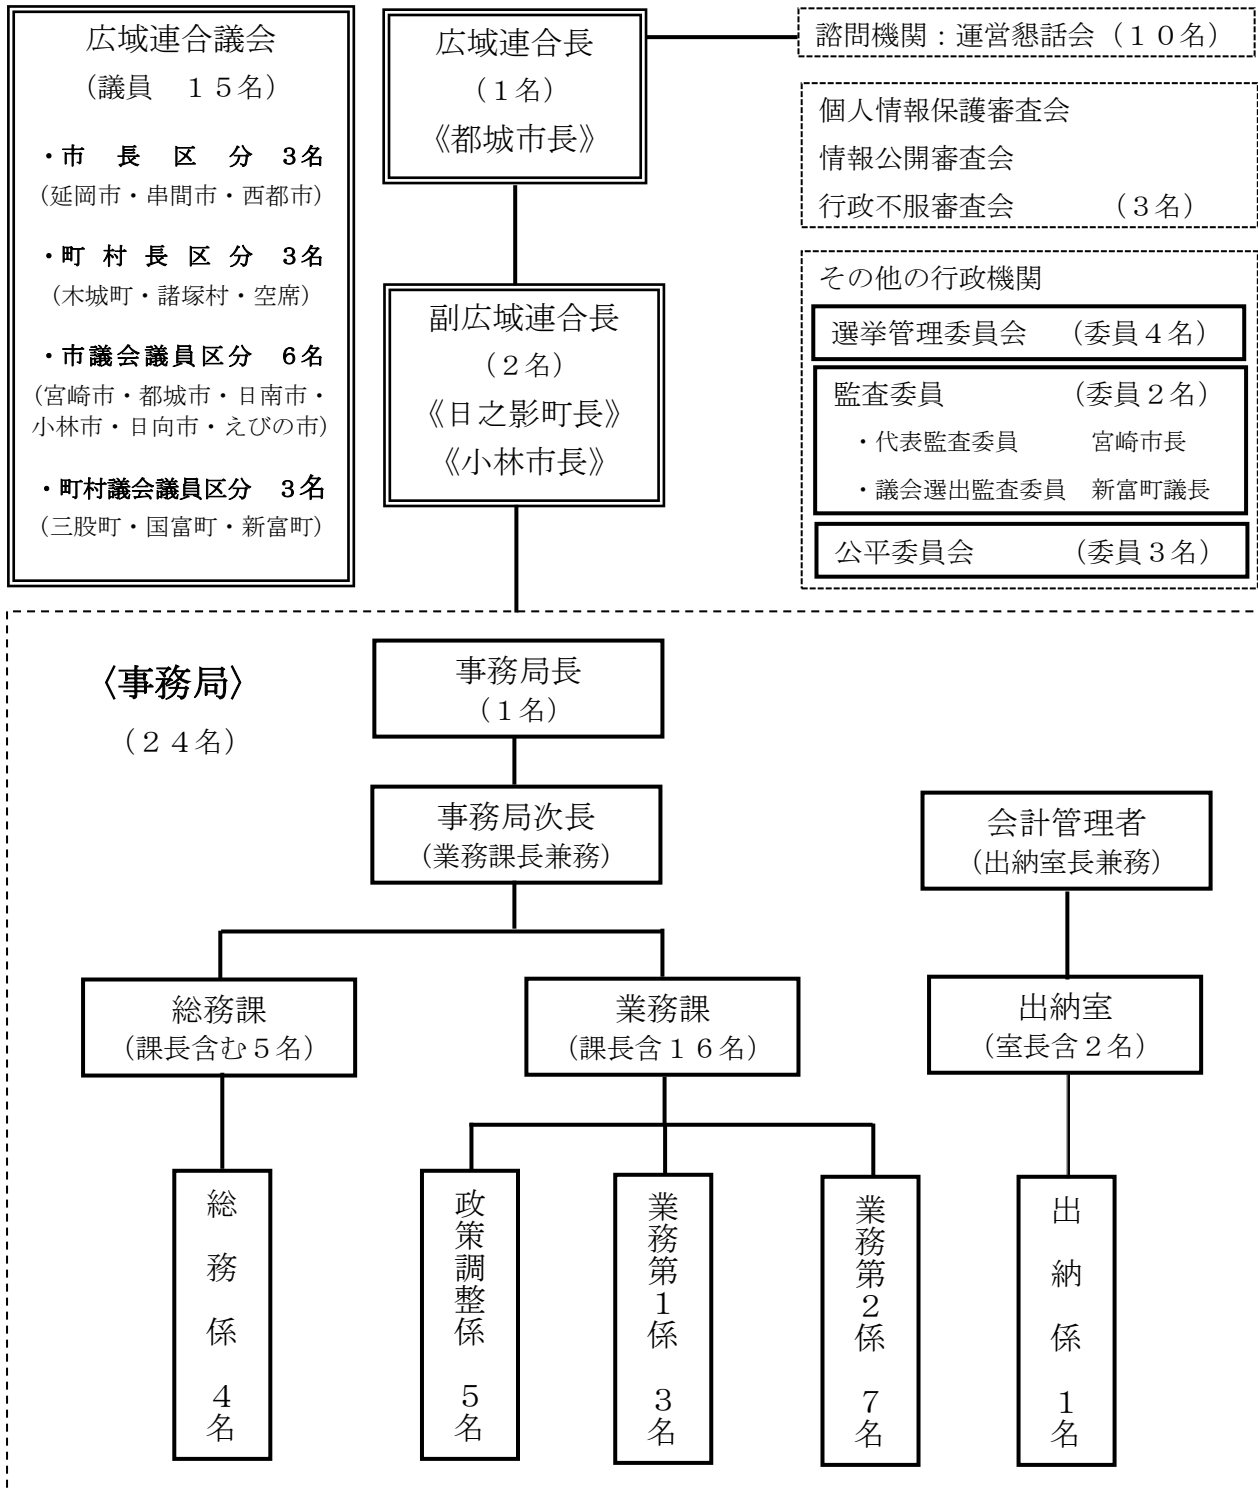 広域連合議会
（議員　１５名）
・市長区分　3名
（延岡市・串間市・西都市）
・町村長区分　3名
（木城町・諸塚村・空席）
・市議会議員区分　6名
（宮崎市・都城市・日南市・
小林市・日向市・えびの市）
・町村議会議員区分　3名
（三股町・国富町・新富町）
広域連合長
（１名）
《都城市長》
副広域連合長
（２名）
《日之影町長》
《小林市長》
諮問機関：運営懇話会（１０名）
個人情報保護審査会
情報公開審査会
行政不服審査会　（３名）
その他の行政機関
選挙管理委員会　（委員４名）
監査委員　（委員２名）
・代表監査委員　宮崎市長
・議会選出監査委員　新富町議長
公平委員会　（委員３名）
〈事務局〉
（２４名）
事務局長
（１名）
事務局次長
（業務課長兼務）
会計管理者
（出納室長兼務）
総務課
（課長含む５名）
業務課
（課長含１６名）
出納室
（室長含２名）
総務係　４名
政策調整係　５名
業務第１係　３名
業務第２係　７名
出納係　１名